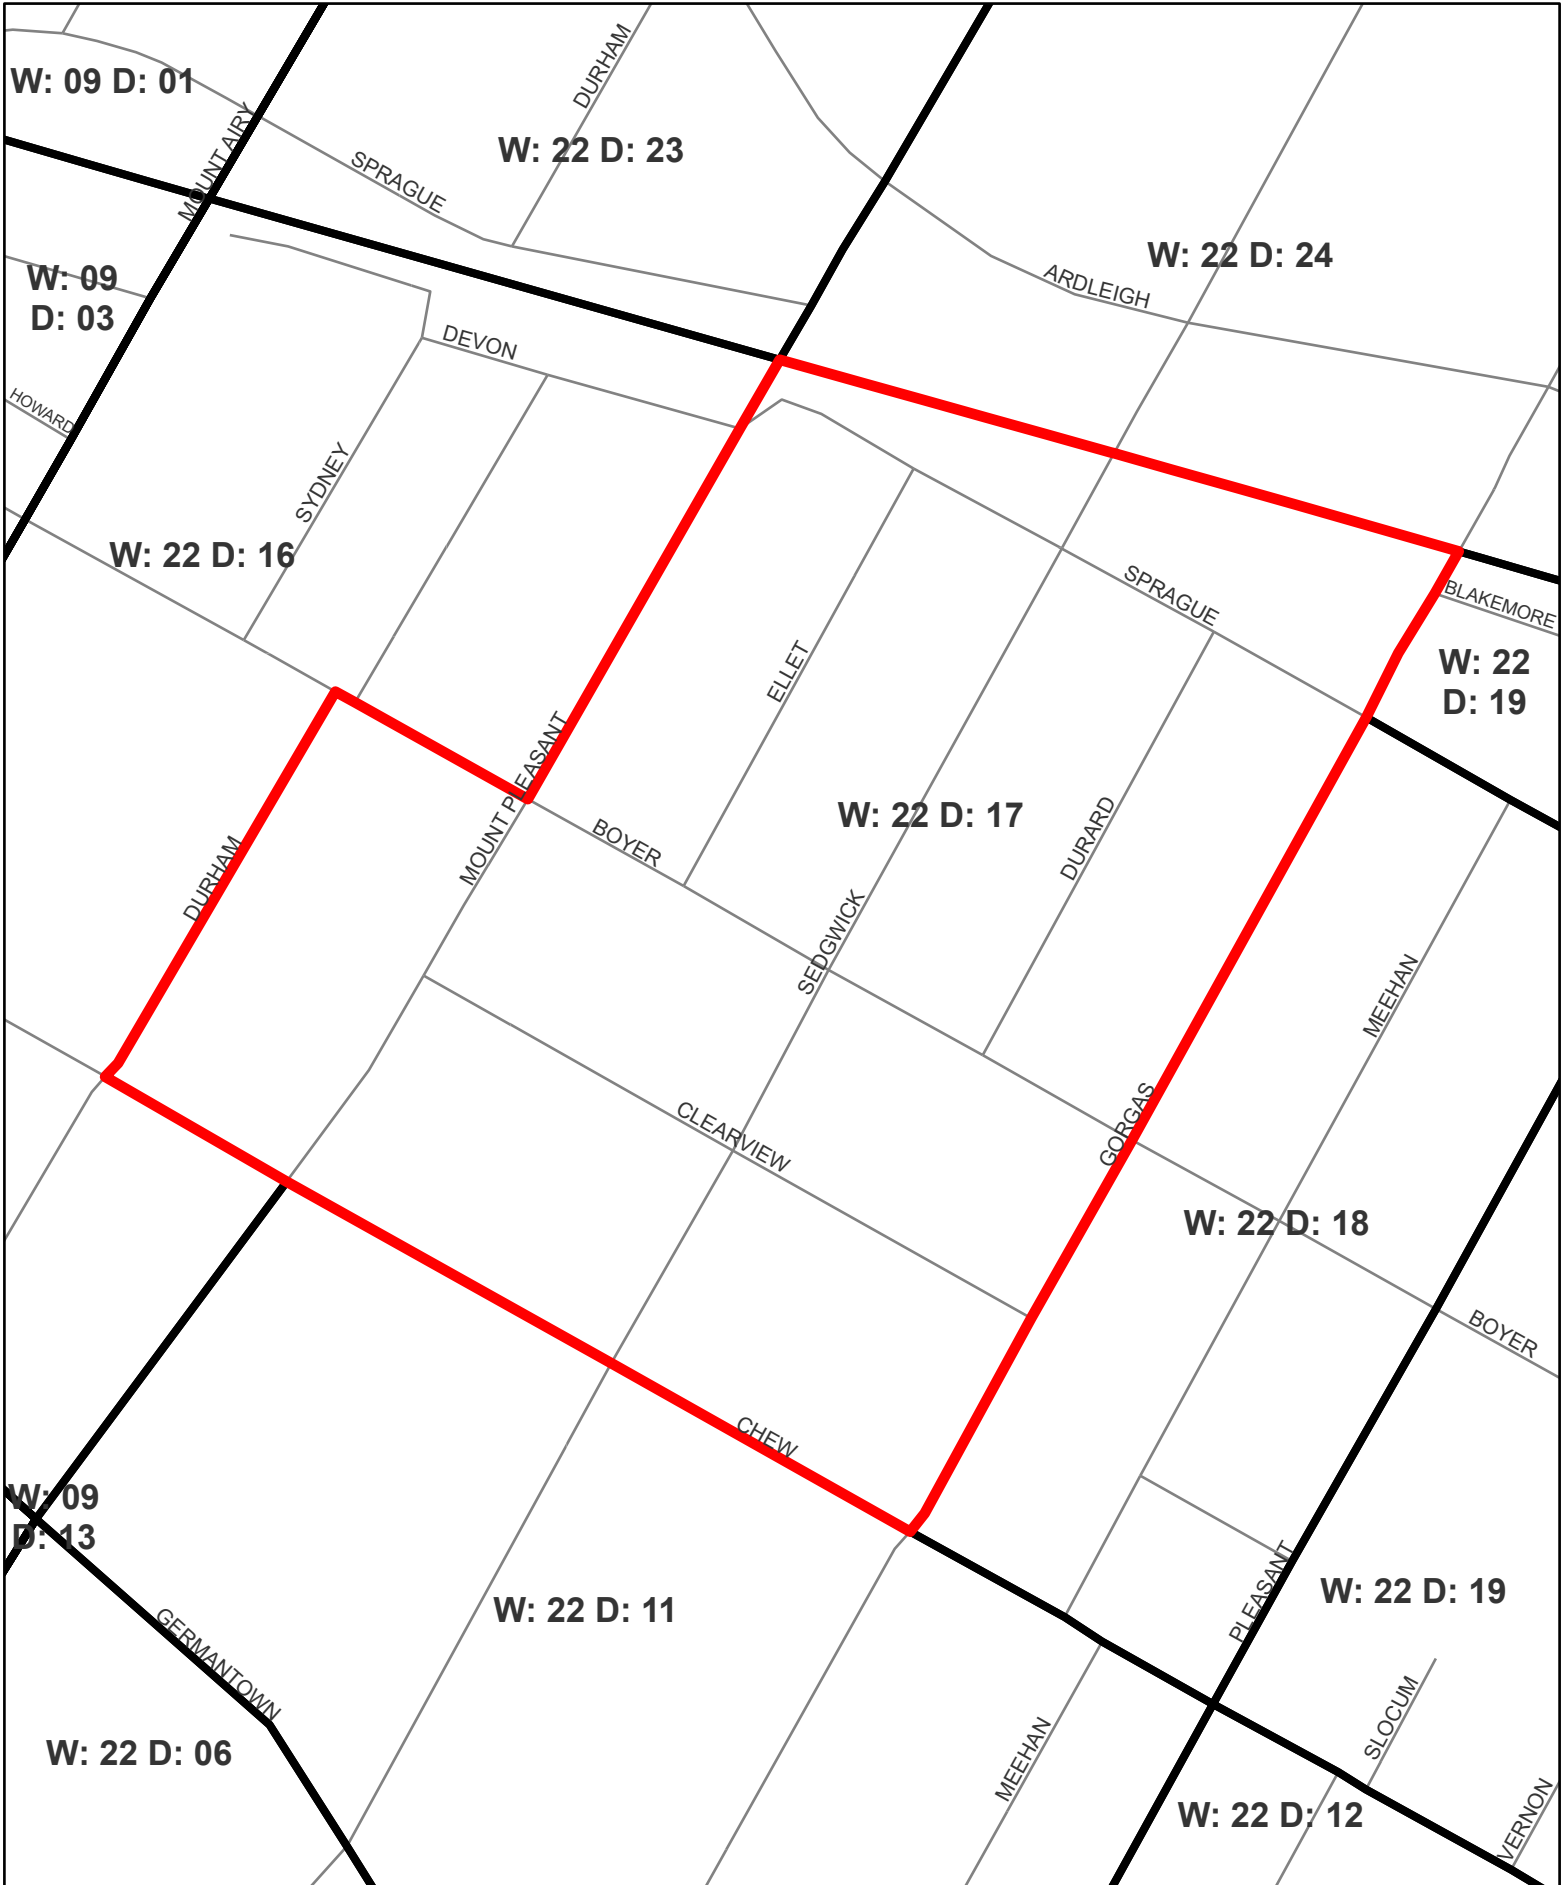 DURHAM
W: 09 D: 01
MOUNT AIRY
W: 22 D: 23
SPRAGUE
W: 22 D: 24
ARDLEIGH
W: 09
D: 03
DEVON
HOWARD
SYDNEY
W: 22 D: 16
SPRAGUE
BLAKEMORE
W: 22
D: 19
ELLET
MOUNT PLEASANT
W: 22 D: 17
DURARD
BOYER
DURHAM
SEDGWICK
MEEHAN
CLEARVIEW
GORGAS
W: 22 D: 18
BOYER
CHEW
W: 09
D: 13
PLEASANT
W: 22 D: 19
W: 22 D: 11
GERMANTOWN
SLOCUM
W: 22 D: 06
MEEHAN
W: 22 D: 12
VERNON